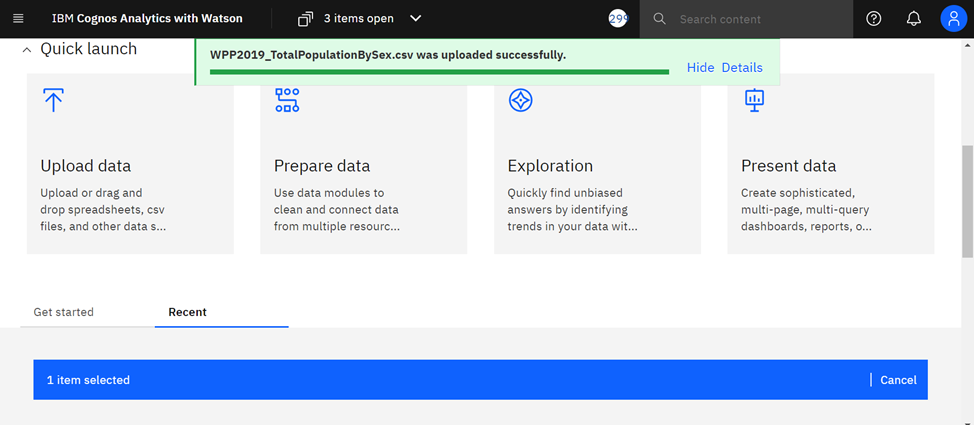 IBM Cognos Analytics with Watson
3 items open
299
Search content
Quick launch
WPP2019_TotalPopulationBySex.csv was uploaded successfully.
Hide Details
Upload data
Upload or drag and
drop spreadsheets, csv
files, and other data s...
Prepare data
Use data modules to
clean and connect data
from multiple resourc...
Exploration
Quickly find unbiased
answers by identifying
trends in your data wit...
Present data
Create sophisticated,
multi-page, multi-query
dashboards, reports, o...
Get started
Recent
1 item selected
Cancel